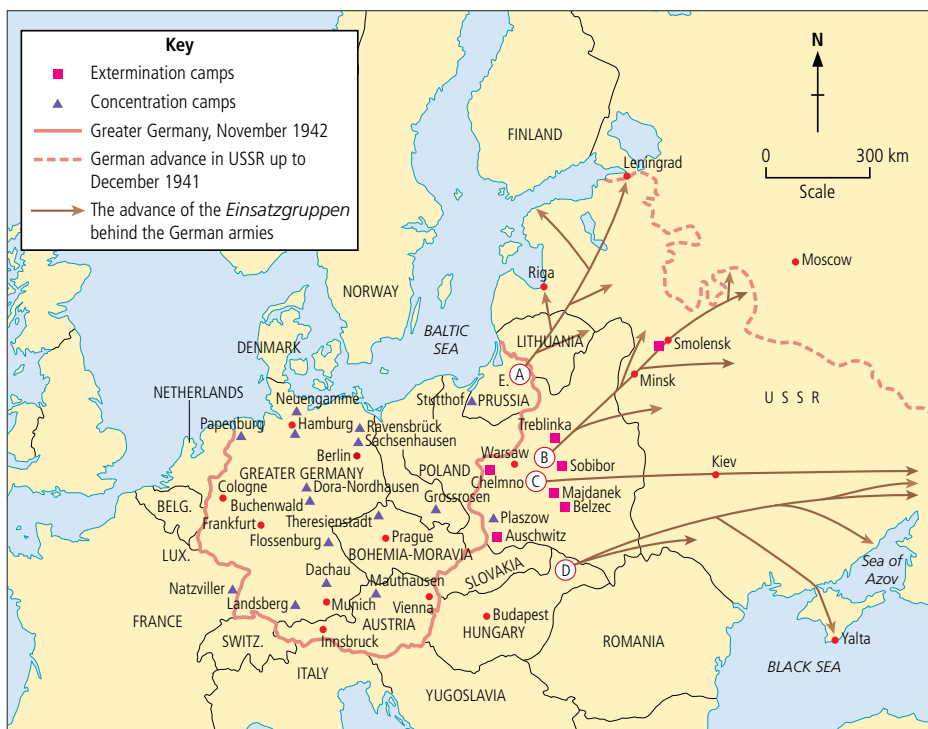 Key
Extermination camps
Concentration camps
Greater Germany, November 1942
German advance in USSR up to
December 1941
The advance of the Einsatzgruppen
behind the German armies
N
0 300 km
Scale
FINLAND
Leningrad
Moscow
NORWAY
Riga
BALTIC
SEA
LITHUANIA
Smolensk
DENMARK
A
E.
PRUSSIA
Minsk
USSR
NETHERLANDS
Neuengamme
Stutthof
Papenburg
Hamburg
Ravensbrück
Sachsenhausen
Treblinka
Berlin
Warsaw
B
Sobibor
POLAND
Chelmno
C
Kiev
GREATER GERMANY
Cologne
Dora-Nordhausen
Grossrosen
Majdanek
BELG.
Buchenwald
Belzec
Theresienstadt
Plaszow
Frankfurt
Prague
Auschwitz
LUX.
Flossenburg
BOHEMIA-MORAVIA
SLOVAKIA
D
Sea of
Azov
Dachau
Mauthausen
Natzviller
Landsberg
Munich
Vienna
Budapest
FRANCE
AUSTRIA
HUNGARY
SWITZ.
Innsbruck
ROMANIA
Yalta
ITALY
BLACK SEA
YUGOSLAVIA